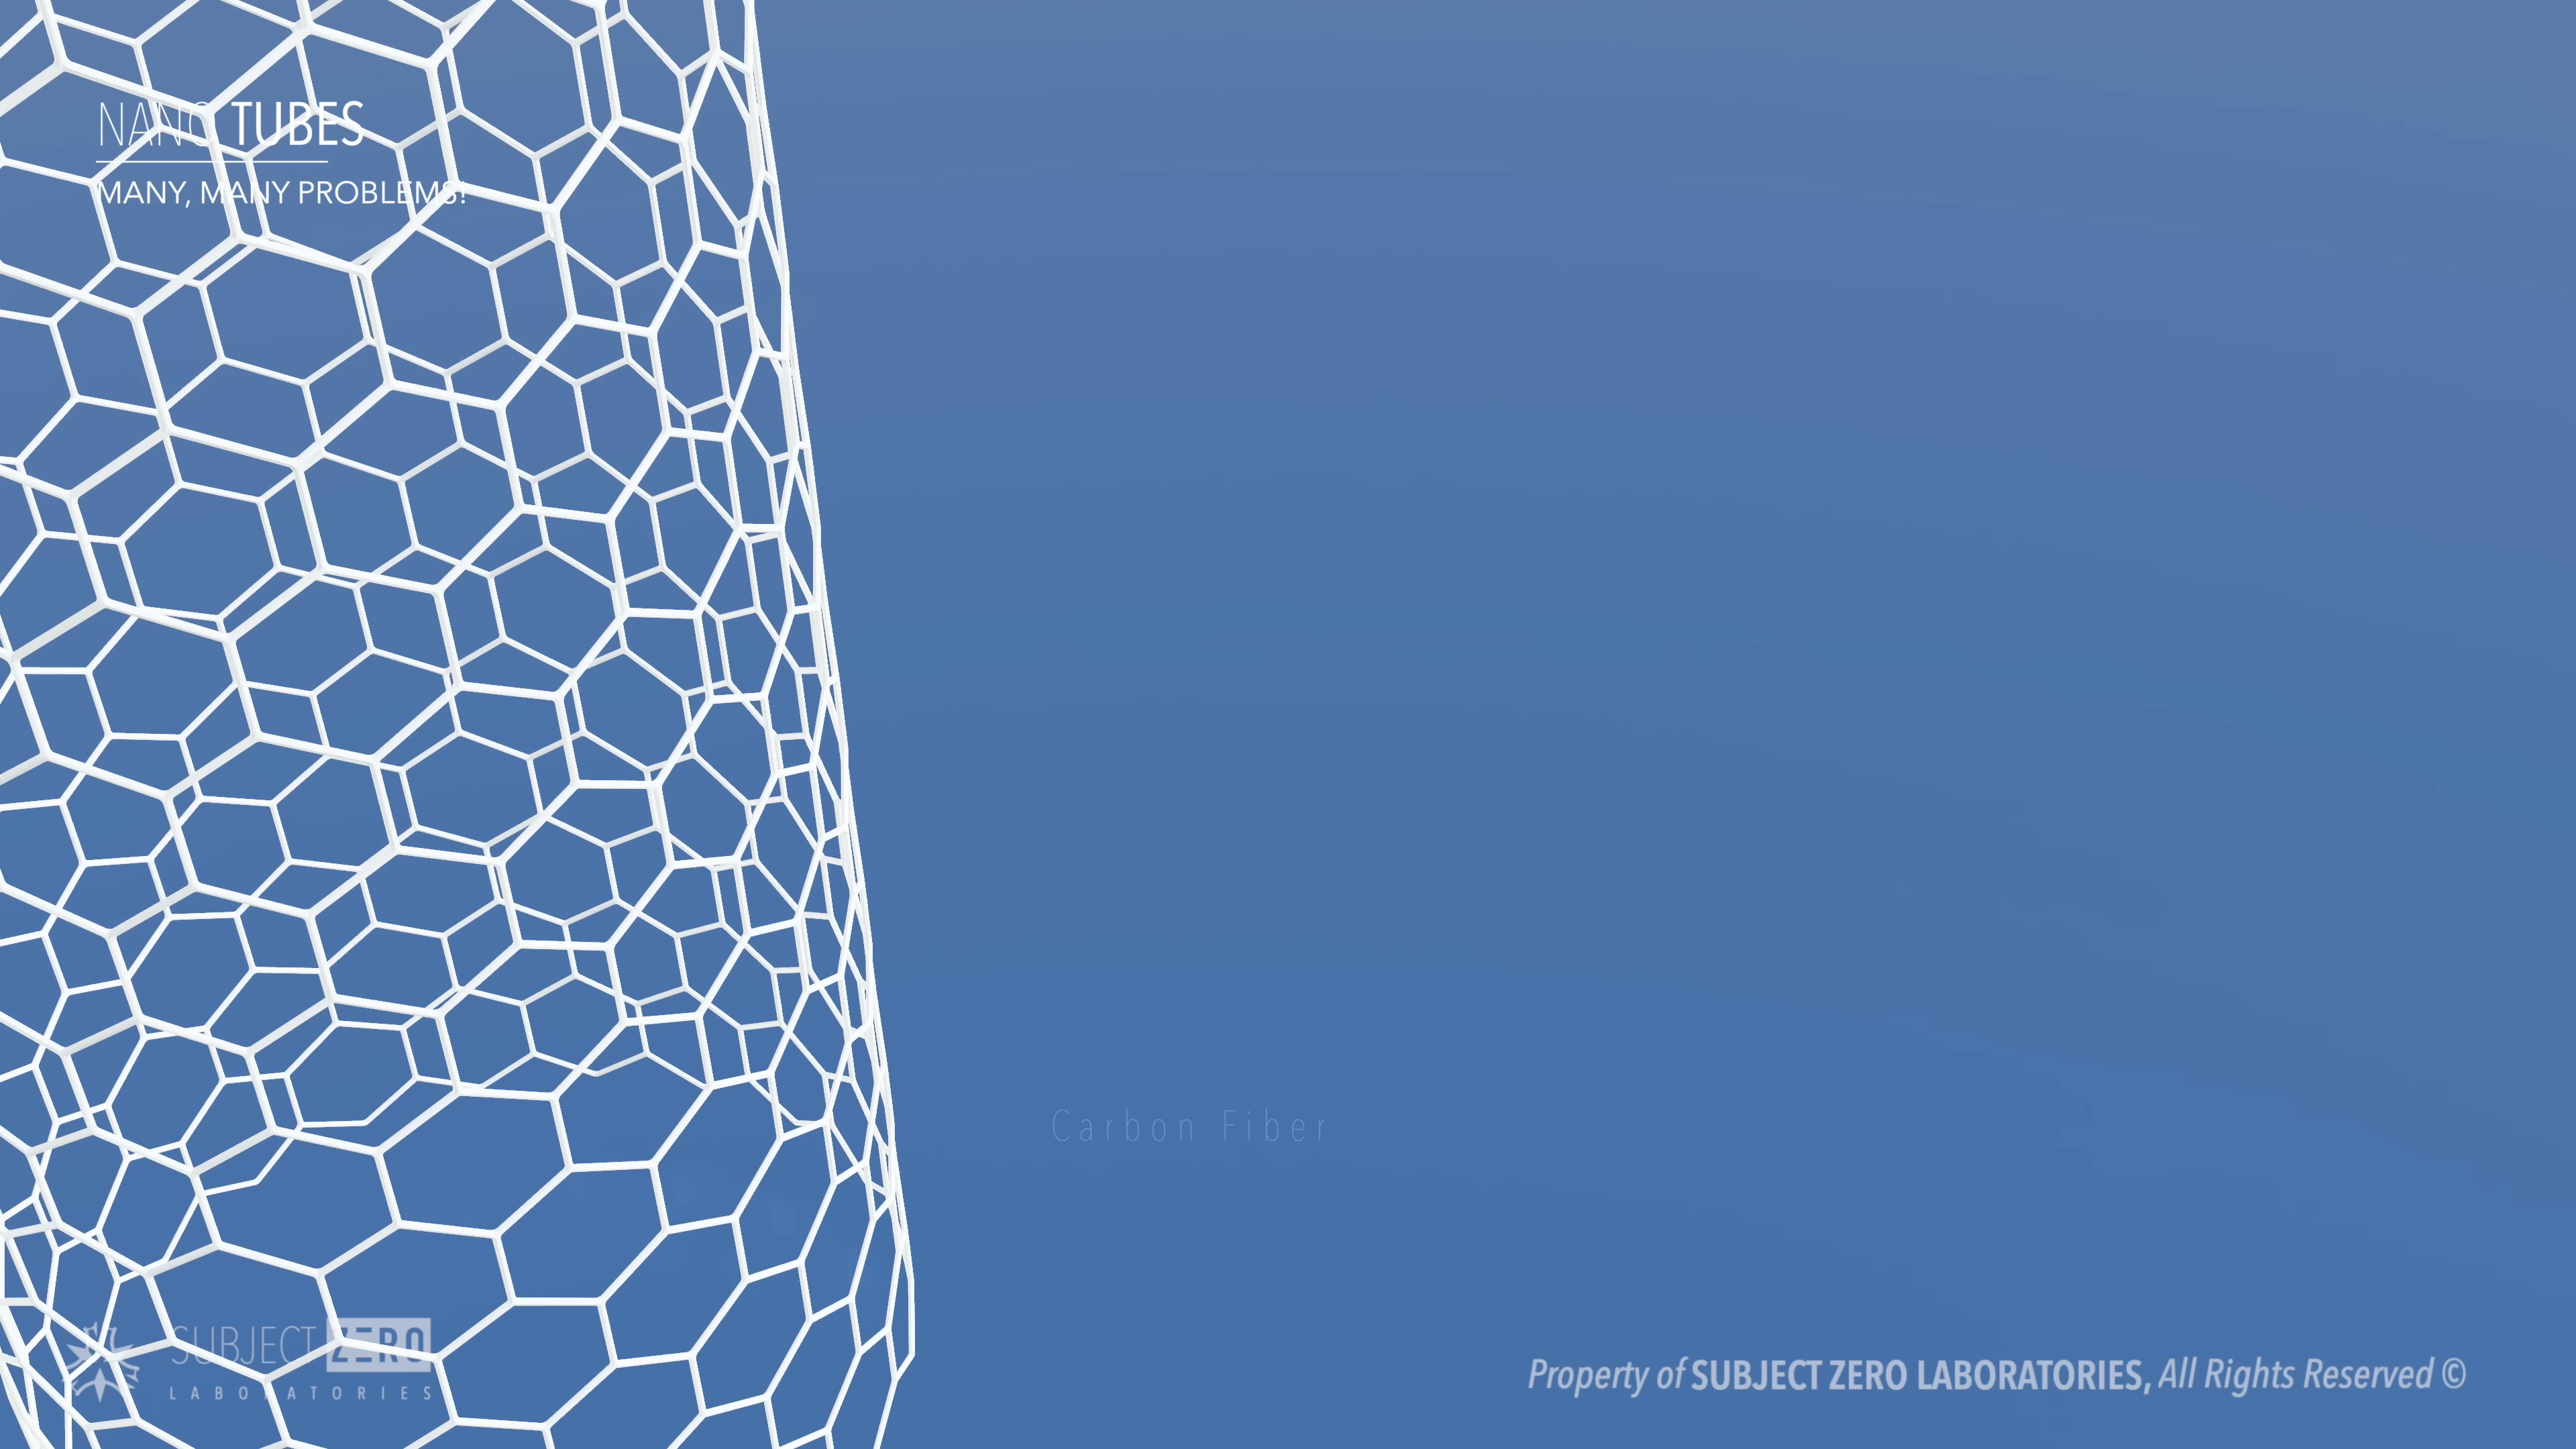 NANO TUBES
MANY, MANY PROBLEMS!
Carbon Fiber
SUBJECT ZERO
LABORATORIES
Property of SUBJECT ZERO LABORATORIES, All Rights Reserved ©